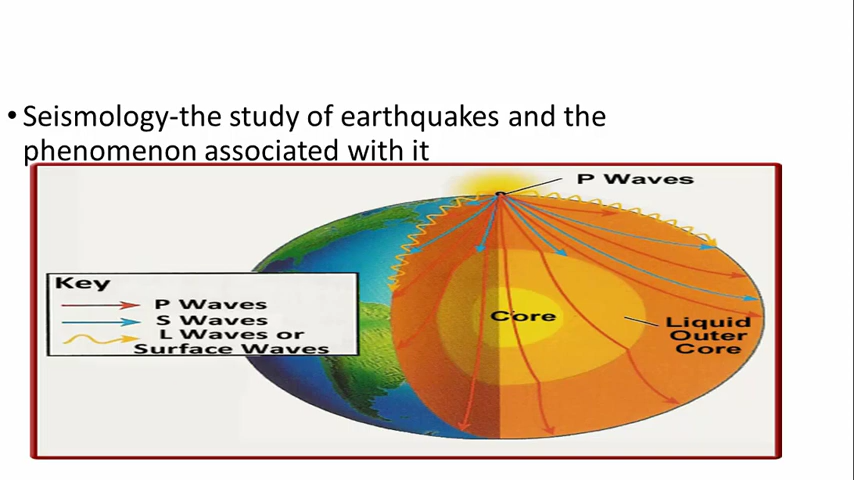 • Seismology-the study of earthquakes and the
phenomenon associated with it
P Waves
Key
P Waves
S Waves
L Waves or
Surface Waves
Core
Liquid
Outer
Core